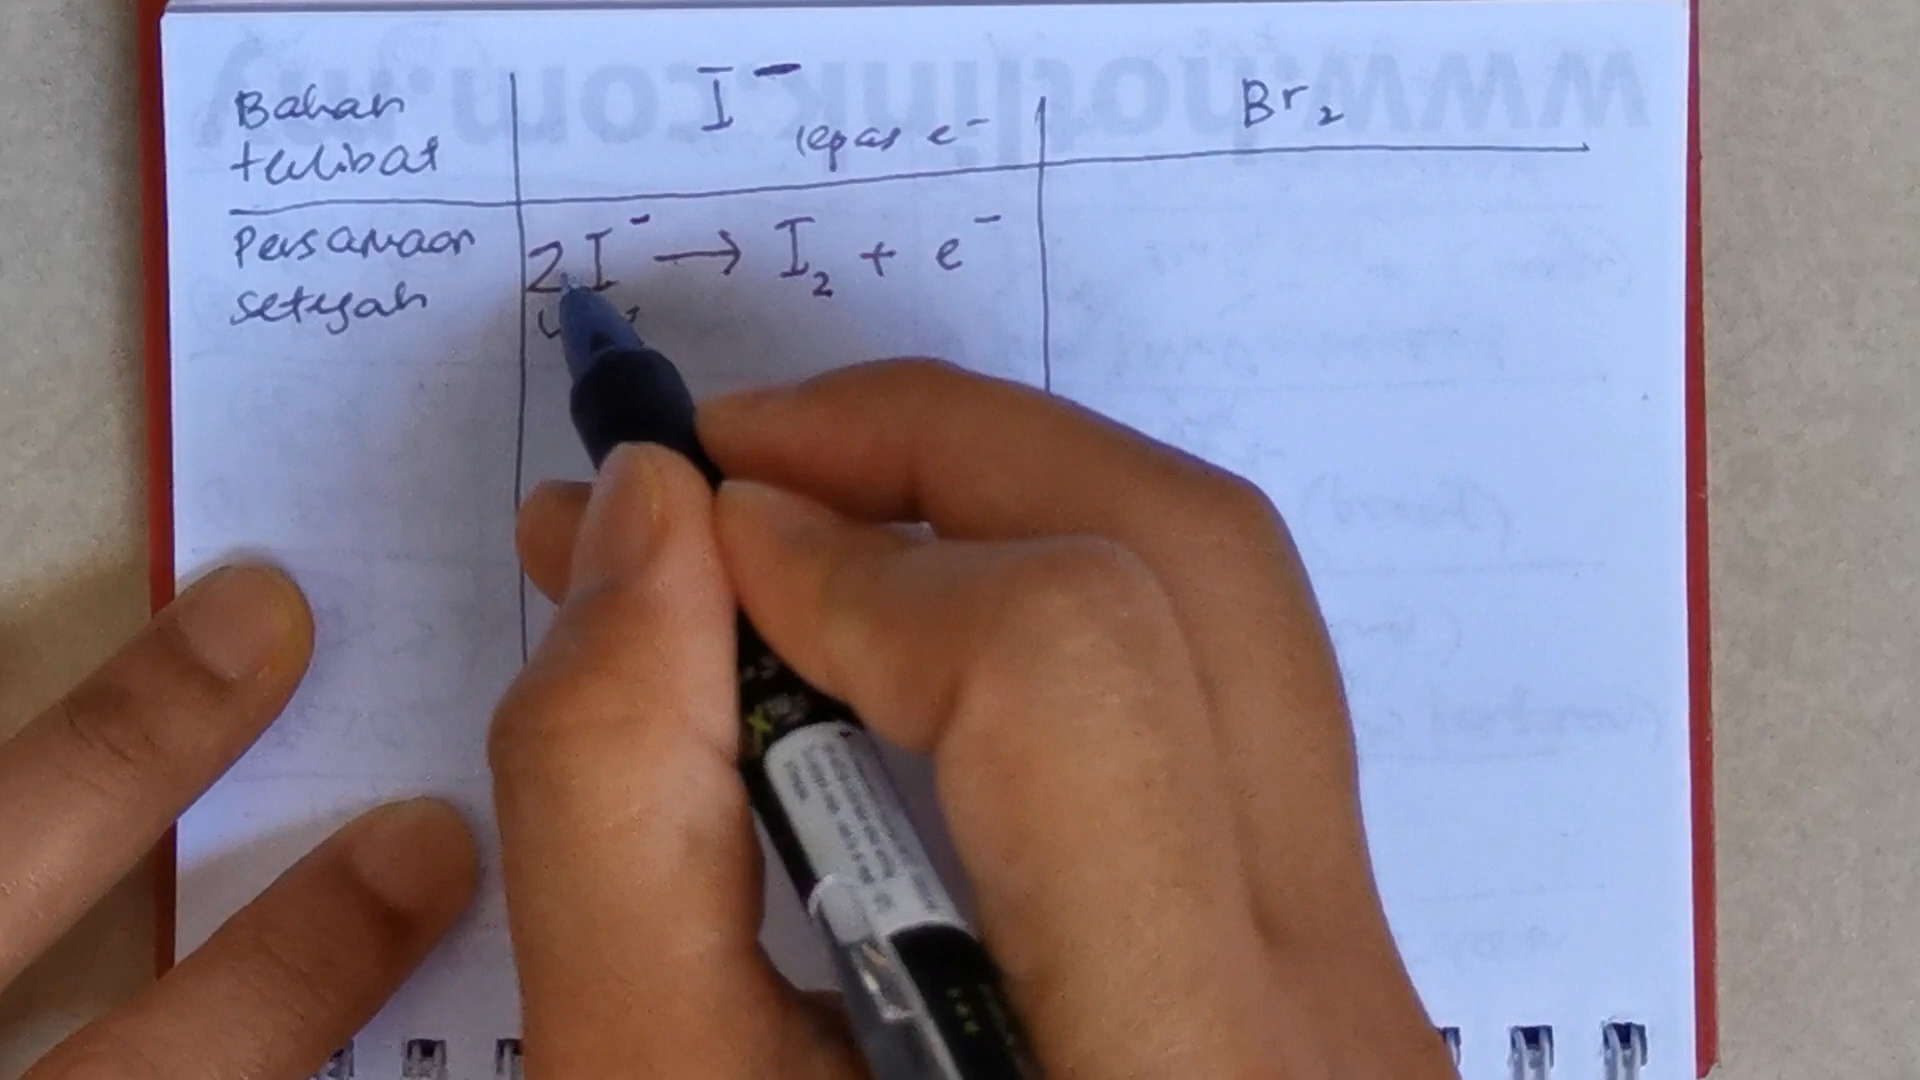 Bahan
terlibat
I⁻
lepas e⁻
Br₂
Persamaan
setengah
2I⁻ → I₂ + e⁻